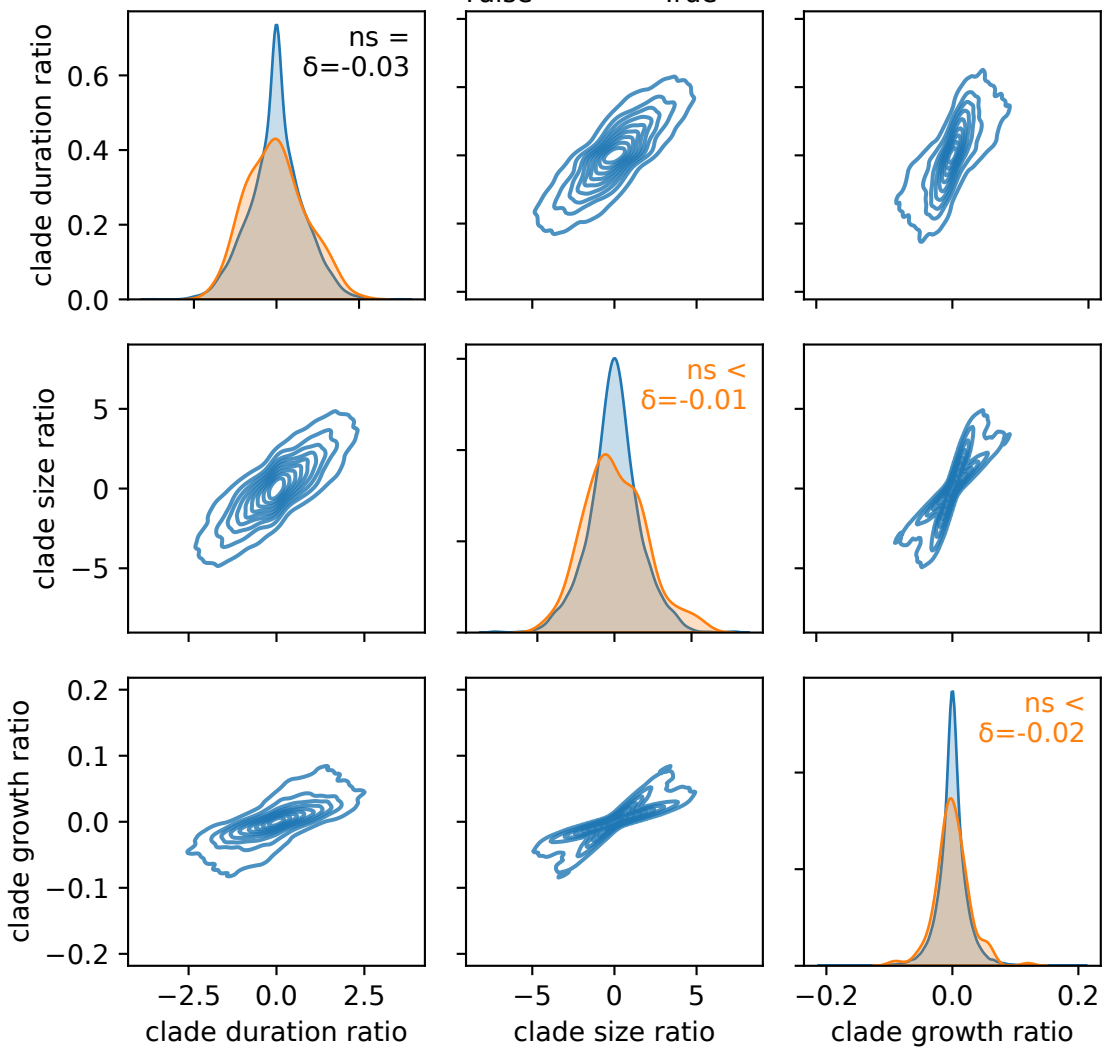 clade duration ratio
0.6
0.4
0.2
0.0
ns =
δ=-0.03
clade size ratio
5
0
−5
ns <
δ=-0.01
clade growth ratio
0.2
0.1
0.0
−0.1
−0.2
ns <
δ=-0.02
−2.5 0.0 2.5
−5 0 5
−0.2 0.0 0.2
clade duration ratio
clade size ratio
clade growth ratio